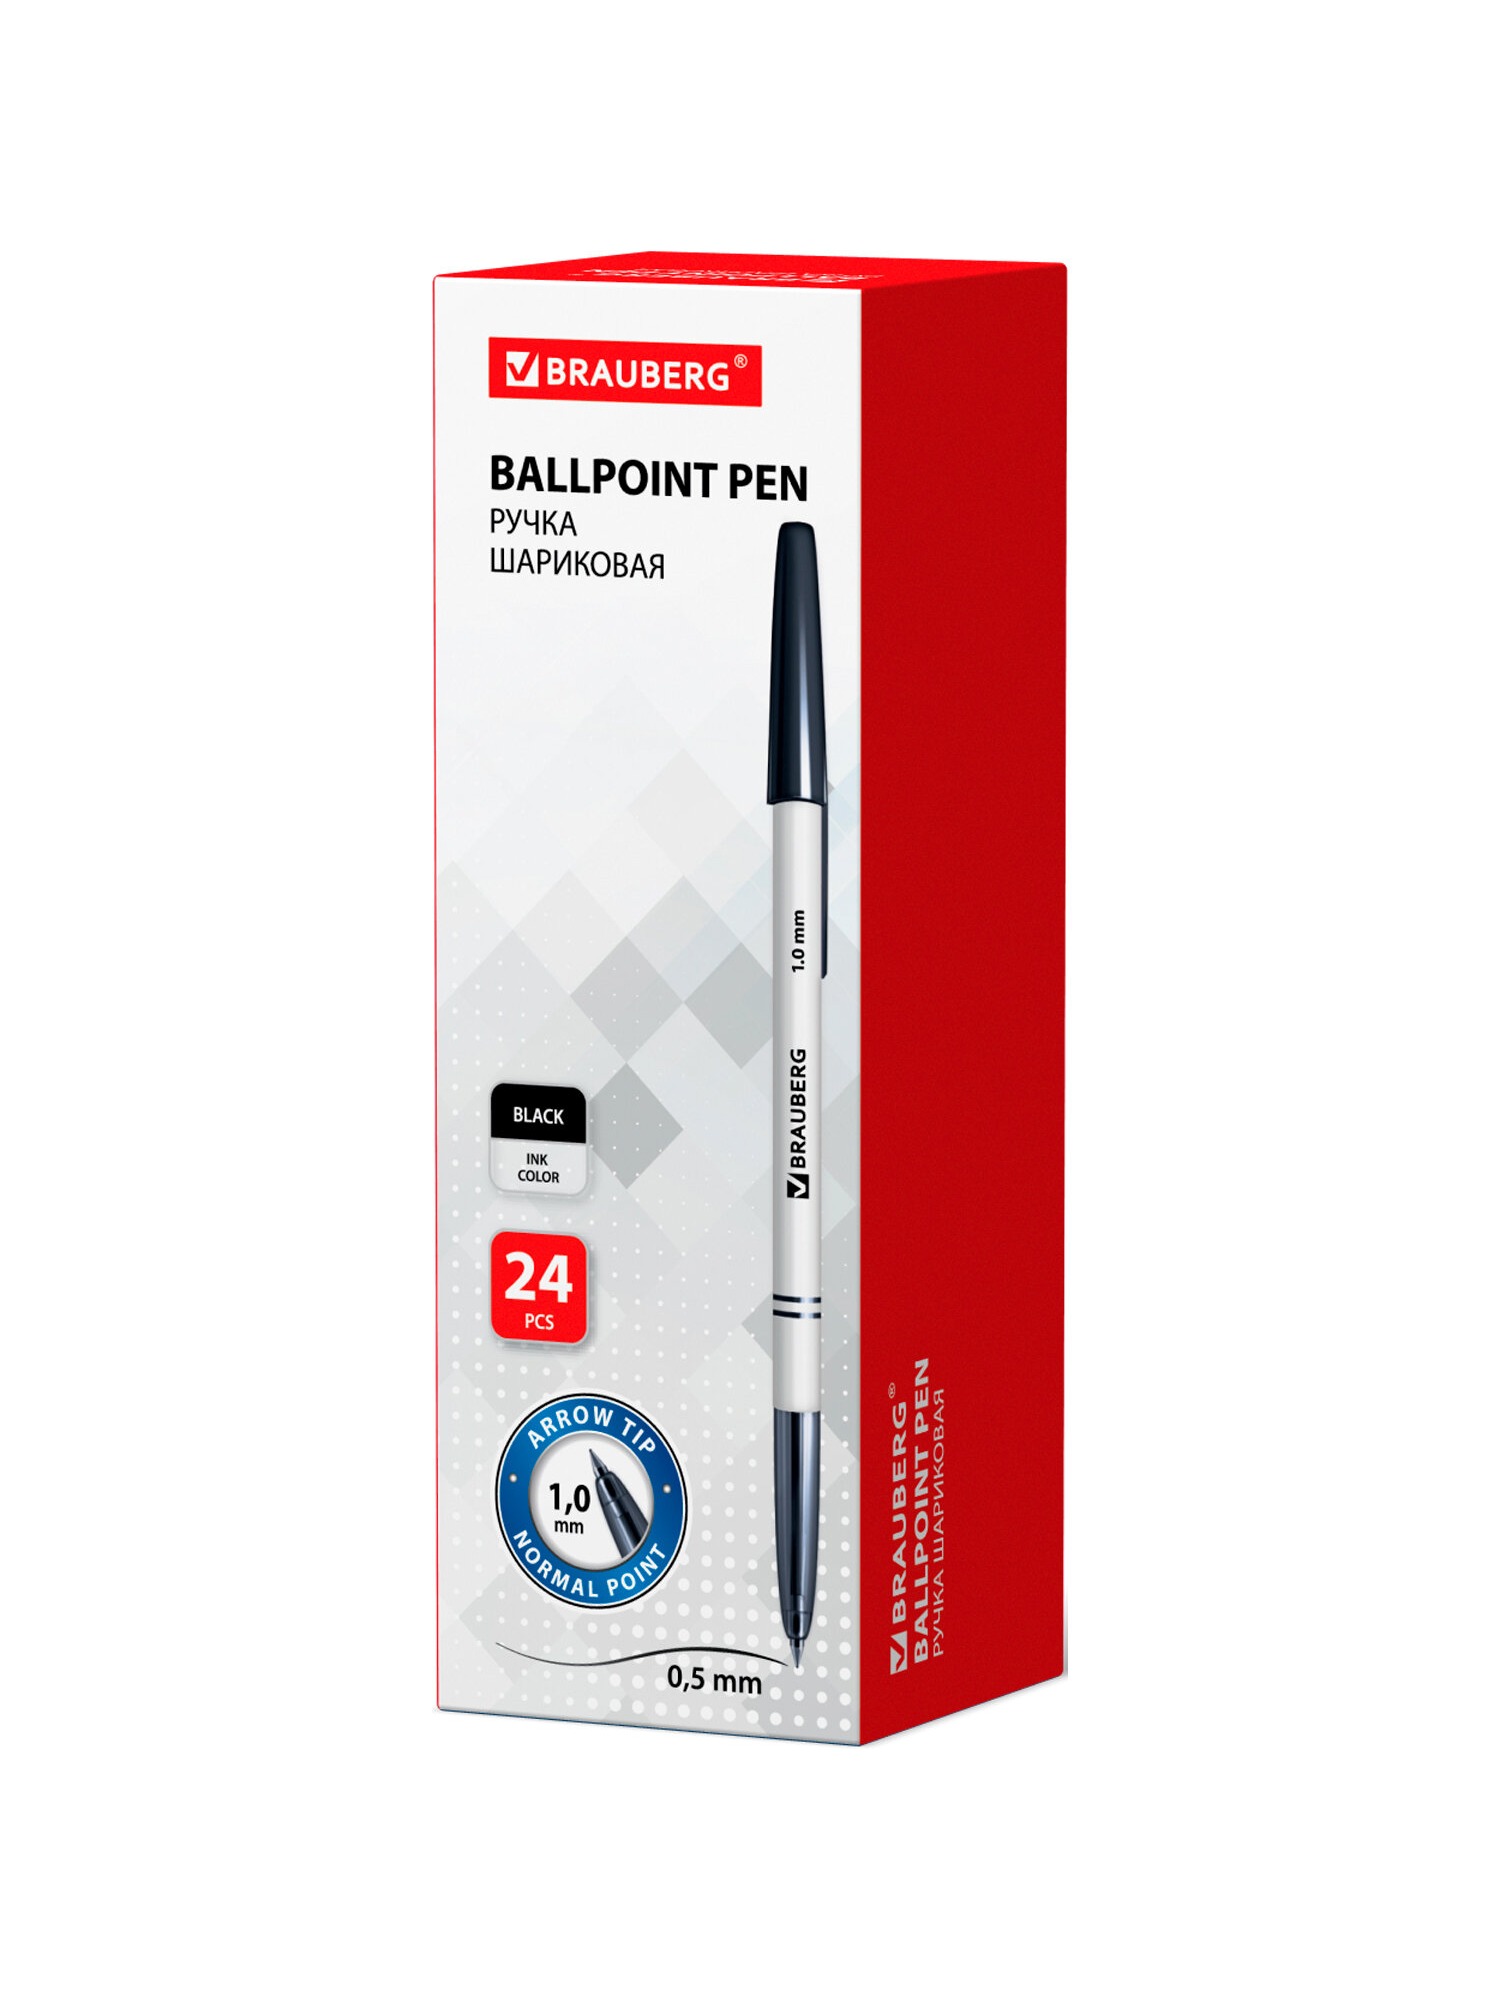 BRAUBERG®
BALLPOINT PEN
РУЧКА
ШАРИКОВАЯ
1.0 mm
BRAUBERG
BLACK
INK
COLOR
24
PCS
ARROW TIP
1,0
mm
NORMAL POINT
0,5 mm
BRAUBERG®
BALLPOINT PEN
РУЧКА ШАРИКОВАЯ